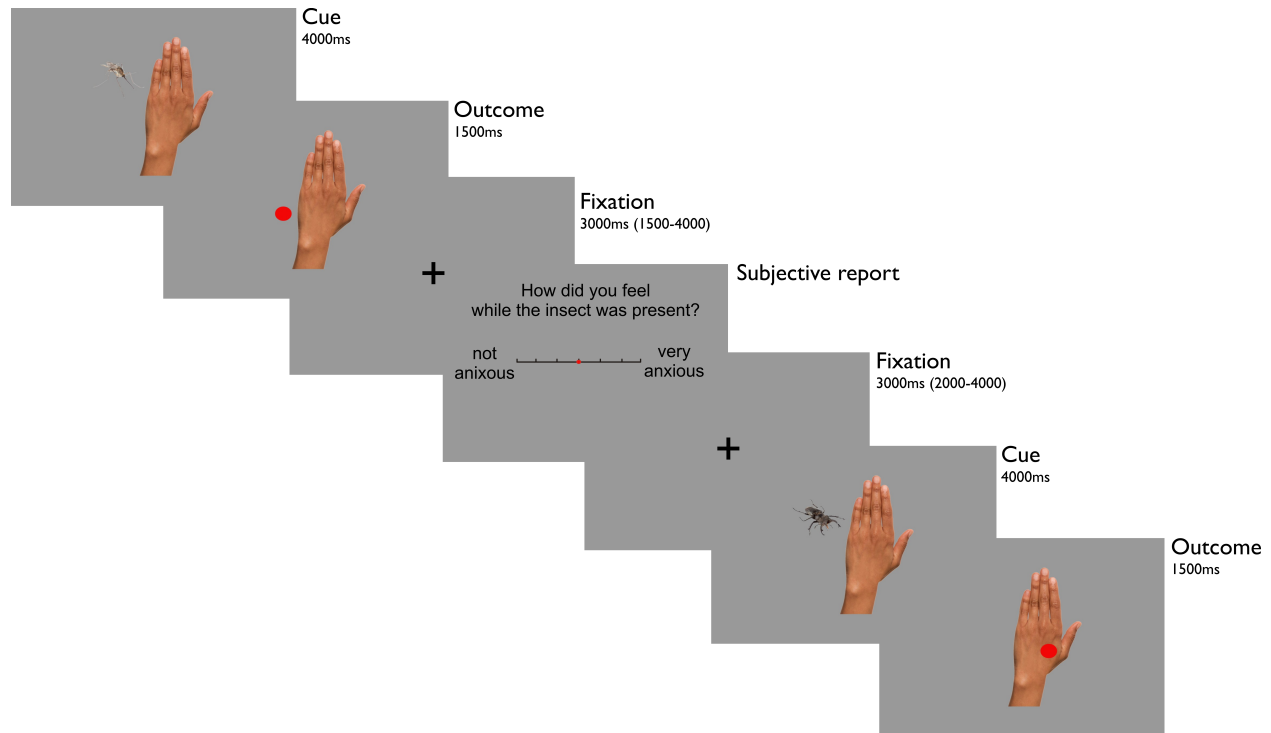 Cue
4000ms
Outcome
1500ms
Fixation
3000ms (1500-4000)
Subjective report
How did you feel
while the insect was present?
not
anixous
very
anxious
Fixation
3000ms (2000-4000)
Cue
4000ms
Outcome
1500ms